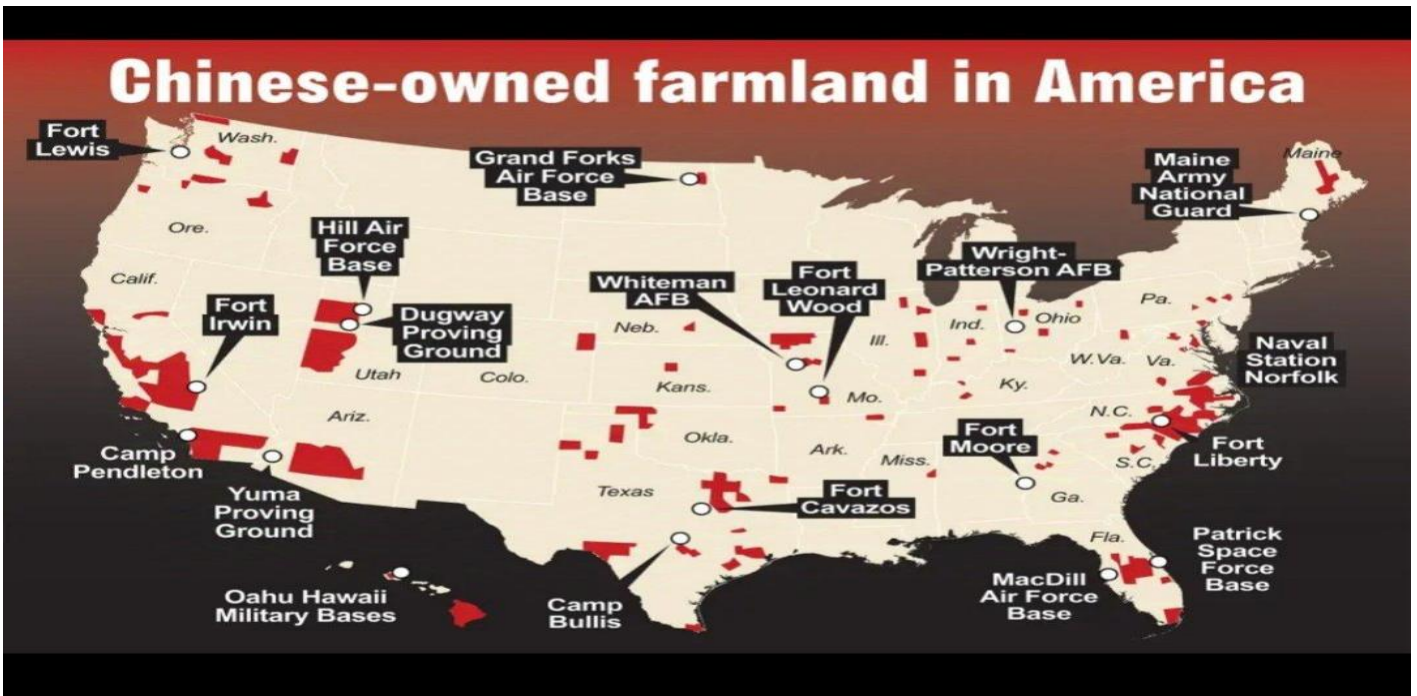 Chinese-owned farmland in America
Fort
Lewis
Wash.
Grand Forks
Air Force
Base
Maine
Army
National
Guard
Maine
Ore.
Hill Air
Force
Base
Wright-
Patterson AFB
Calif.
Fort
Irwin
Dugway
Proving
Ground
Whiteman
AFB
Fort
Leonard
Wood
Neb.
Ill.
Ind.
Ohio
Pa.
Utah
Colo.
Kans.
Mo.
Ky.
W.Va.
Va.
Naval
Station
Norfolk
Ariz.
Okla.
Ark.
Miss.
Fort
Moore
N.C.
S.C.
Fort
Liberty
Camp
Pendleton
Yuma
Proving
Ground
Texas
Fort
Cavazos
Ga.
Fla.
Patrick
Space
Force
Base
Oahu Hawaii
Military Bases
Camp
Bullis
MacDill
Air Force
Base